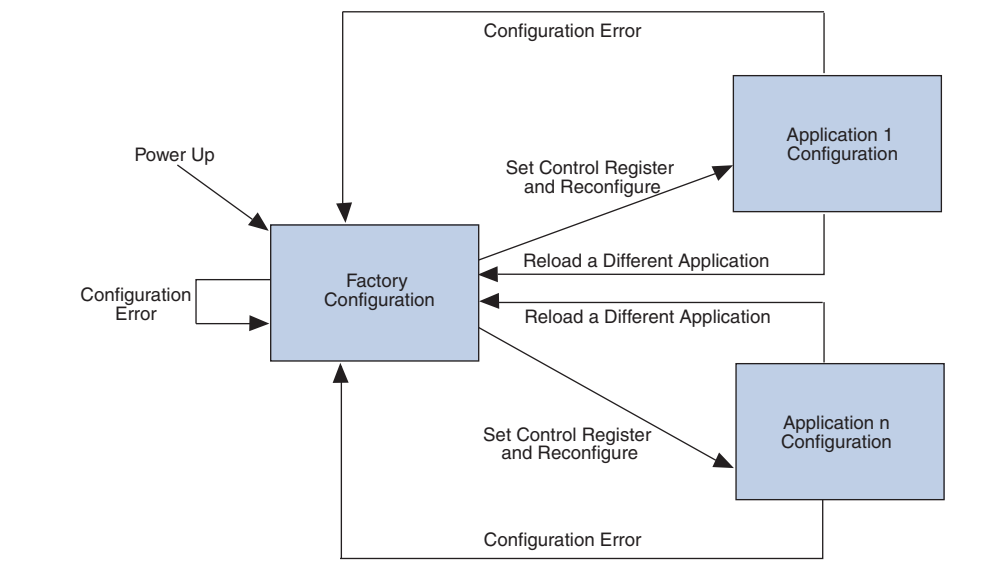 Configuration Error
Application 1
Configuration
Power Up
Set Control Register
and Reconfigure
Reload a Different Application
Factory
Configuration
Configuration
Error
Reload a Different Application
Application n
Configuration
Set Control Register
and Reconfigure
Configuration Error